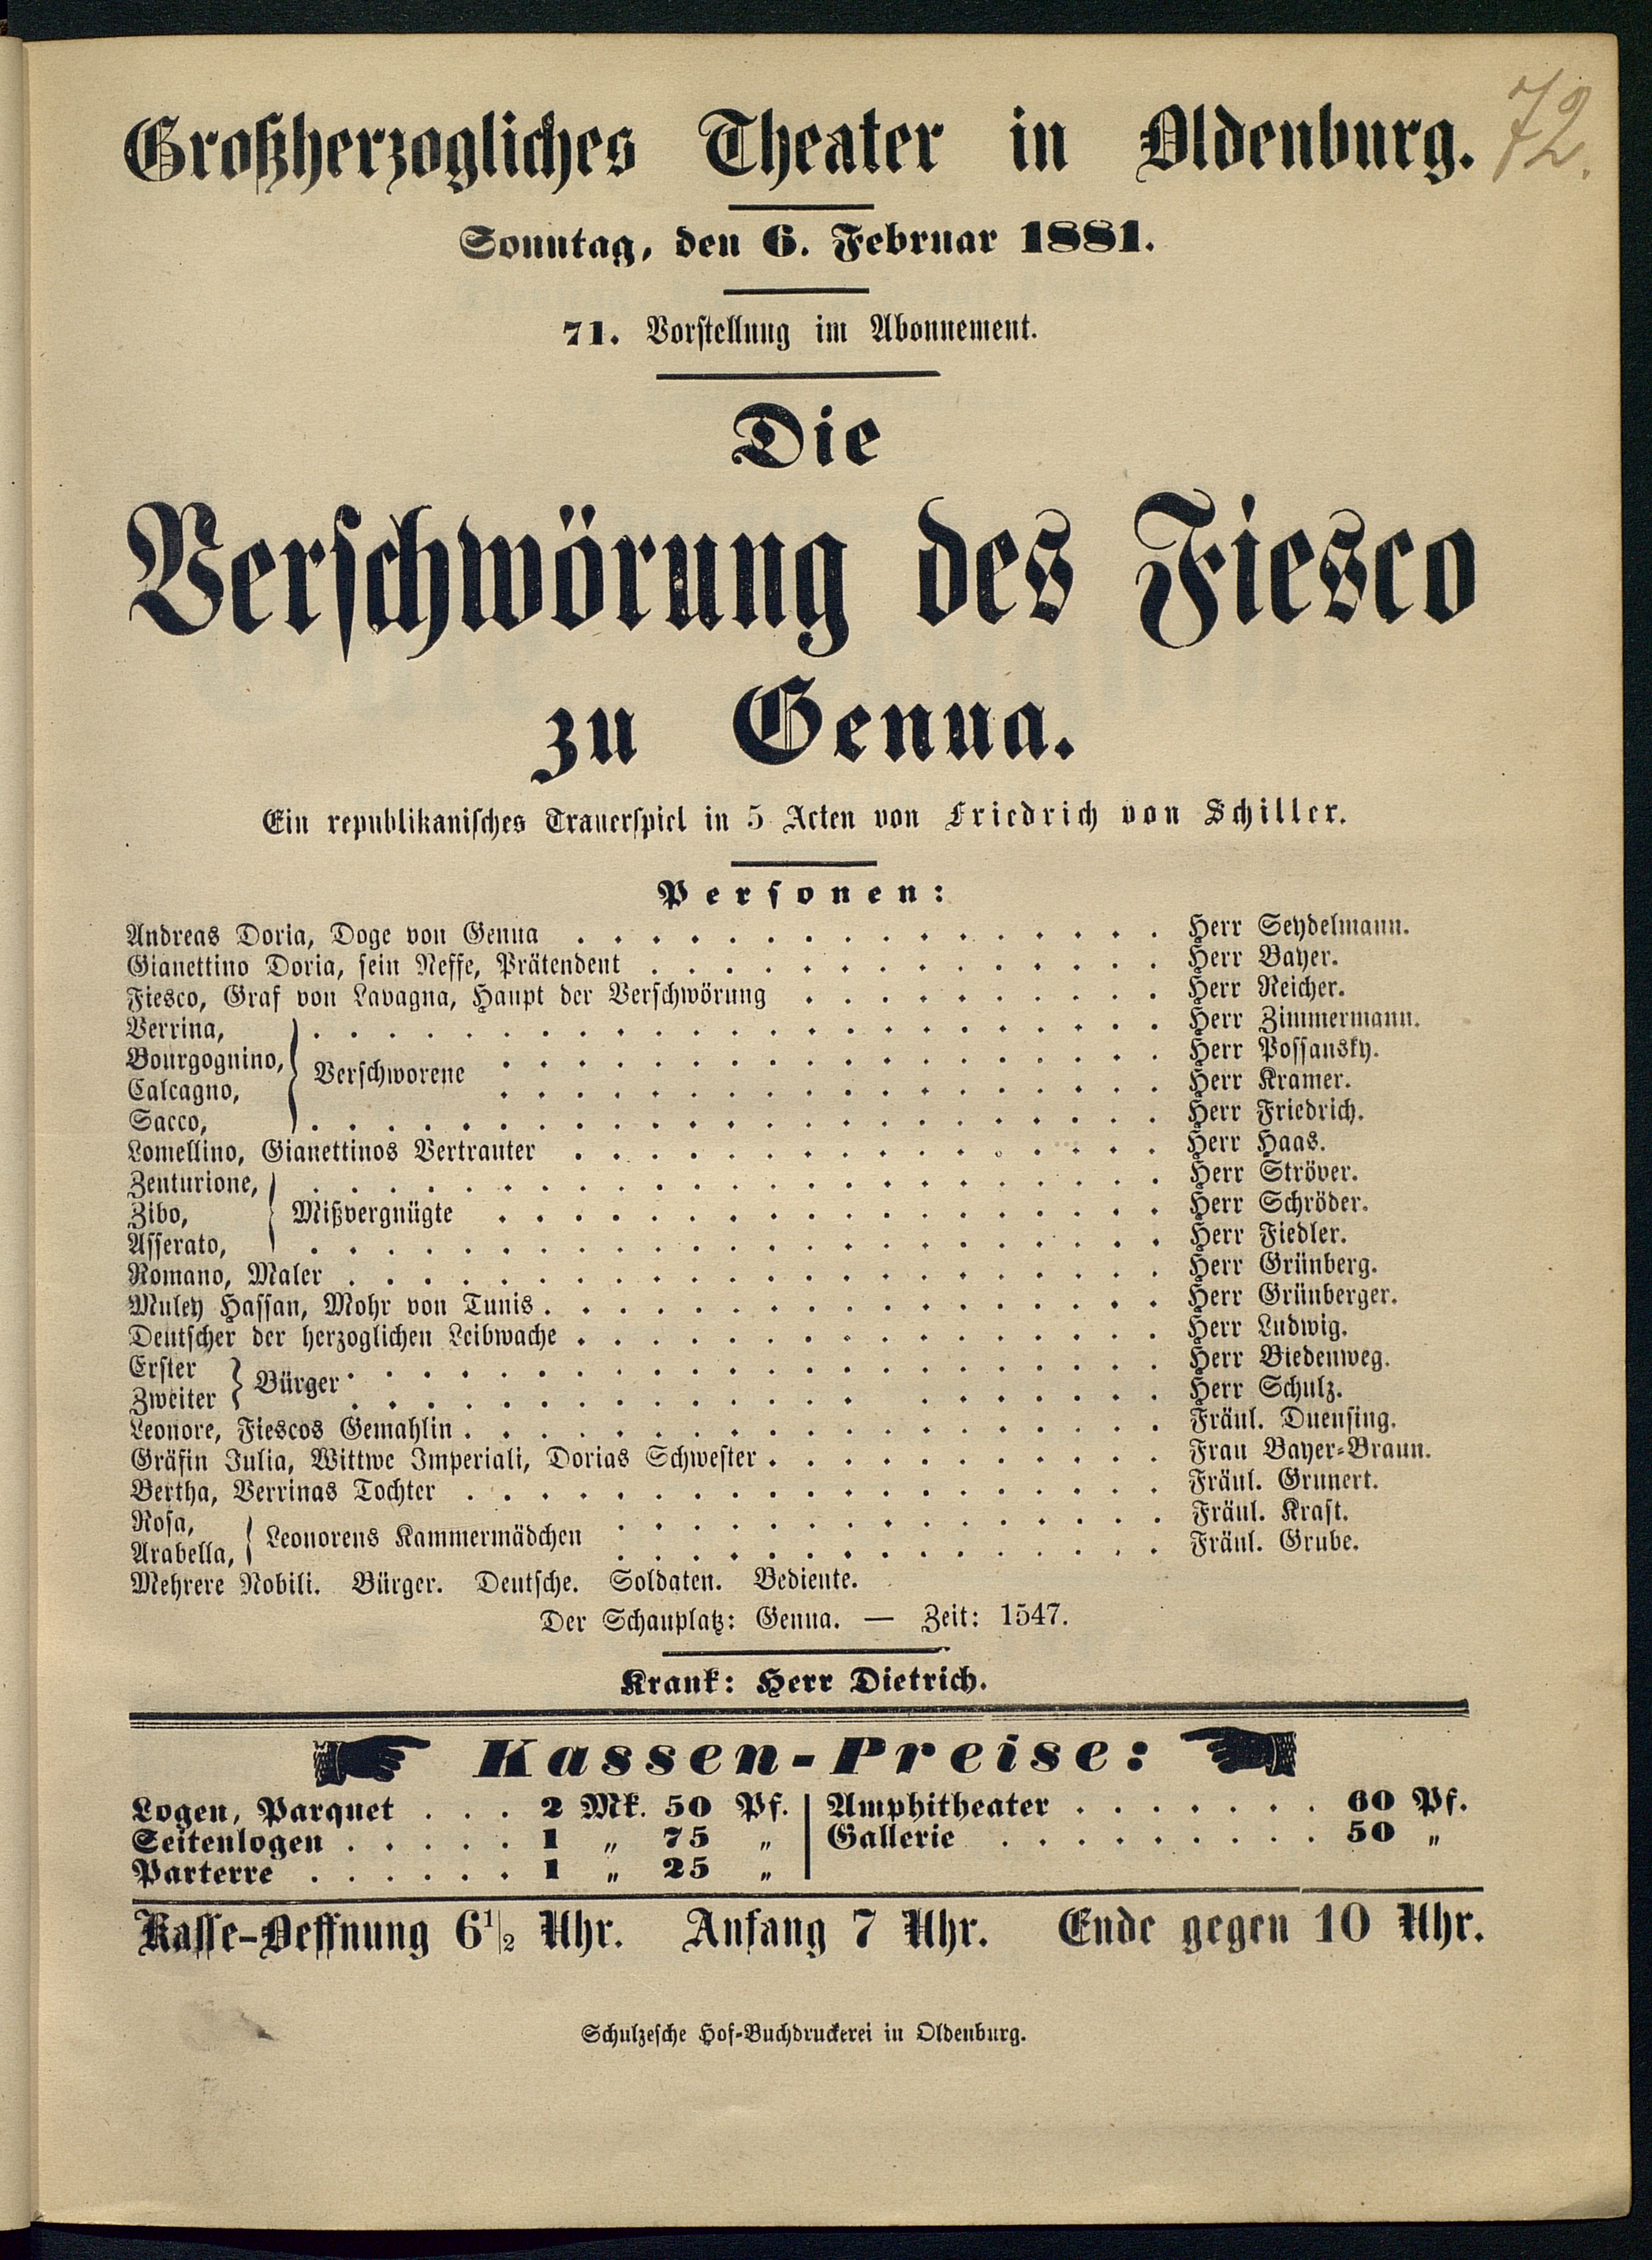 72.
Großherzogliches Theater in Oldenburg.
Sonntag, den 6. Februar 1881.
71. Vorstellung im Abonnement.
Die
Verschwörung des Fiesco
zu Genua.
Ein republikanisches Trauerspiel in 5 Acten von Friedrich von Schiller.
Personen:
Andreas Doria, Doge von Genua . . . . . . . . . . . . . . . . Herr Seydelmann.
Gianettino Doria, sein Neffe, Prätendent . . . . . . . . . . . . . . Herr Bayer.
Fiesco, Graf von Lavagna, Haupt der Verschwörung . . . . . . . . . . Herr Reicher.
Verrina, . . . . . . . . . . . . . . . . . . . . . . . Herr Zimmermann.
Bourgognino, . . . . . . . . . . . . . . . . . . Herr Possansky.
Verschworene
Calcagno, . . . . . . . . . . . . . . . . . . Herr Kramer.
Sacco, . . . . . . . . . . . . . . . . . . . . . . . Herr Friedrich.
Lomellino, Gianettinos Vertrauter . . . . . . . . . . . . . . . . Herr Haas.
Zenturione, . . . . . . . . . . . . . . . . . . . . . . . Herr Ströver.
Zibo, Mißvergnügte . . . . . . . . . . . . . . . . . . Herr Schröder.
Asserato, . . . . . . . . . . . . . . . . . . . . . . . Herr Fiedler.
Romano, Maler . . . . . . . . . . . . . . . . . . . . . . Herr Grünberg.
Muley Hassan, Mohr von Tunis . . . . . . . . . . . . . . . . . Herr Grünberger.
Deutscher der herzoglichen Leibwache . . . . . . . . . . . . . . . . Herr Ludwig.
Erster . . . . . . . . . . . . . . . . . . . . . . Herr Biedenweg.
Bürger
Zweiter . . . . . . . . . . . . . . . . . . . . . . Herr Schulz.
Leonore, Fiescos Gemahlin . . . . . . . . . . . . . . . . . . . Fräul. Duensing.
Gräfin Julia, Wittwe Imperiali, Dorias Schwester . . . . . . . . . . . Frau Bayer-Braun.
Bertha, Verrinas Tochter . . . . . . . . . . . . . . . . . . . Fräul. Grunert.
Rosa, . . . . . . . . . . . . . . . Fräul. Krast.
Leonorens Kammermädchen
Arabella, . . . . . . . . . . . . . . . Fräul. Grube.
Mehrere Nobili. Bürger. Deutsche. Soldaten. Bediente.
Der Schauplatz: Genua. — Zeit: 1547.
Krank: Herr Dietrich.
Kassen-Preise:
Logen, Parquet . . . 2 Mk. 50 Pf.
Seitenlogen . . . . . 1 „ 75 „
Parterre . . . . . . 1 „ 25 „
Amphitheater . . . . . . . 60 Pf.
Gallerie . . . . . . . . . 50 „
Kasse-Oeffnung 6 1/2 Uhr. Anfang 7 Uhr. Ende gegen 10 Uhr.
Schulzesche Hof-Buchdruckerei in Oldenburg.